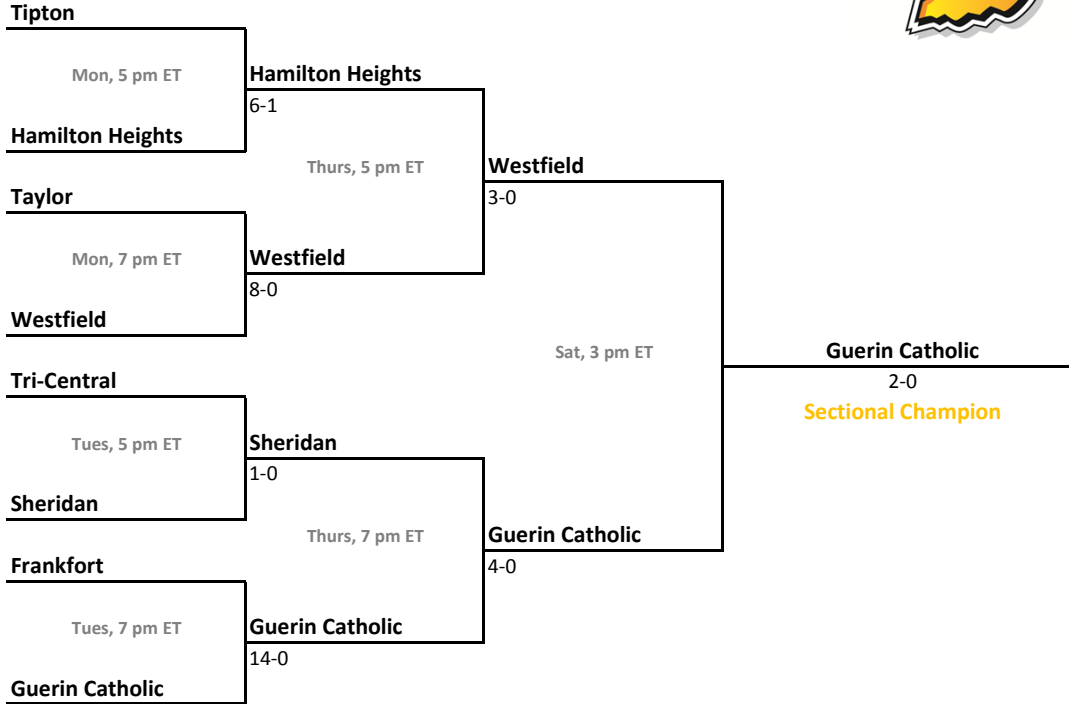 Tipton
Mon, 5 pm ET
Hamilton Heights
6-1
Hamilton Heights
Thurs, 5 pm ET
Westfield
3-0
Taylor
Mon, 7 pm ET
Westfield
8-0
Westfield
Sat, 3 pm ET
Guerin Catholic
2-0
Sectional Champion
Tri-Central
Tues, 5 pm ET
Sheridan
1-0
Sheridan
Thurs, 7 pm ET
Guerin Catholic
4-0
Frankfort
Tues, 7 pm ET
Guerin Catholic
14-0
Guerin Catholic